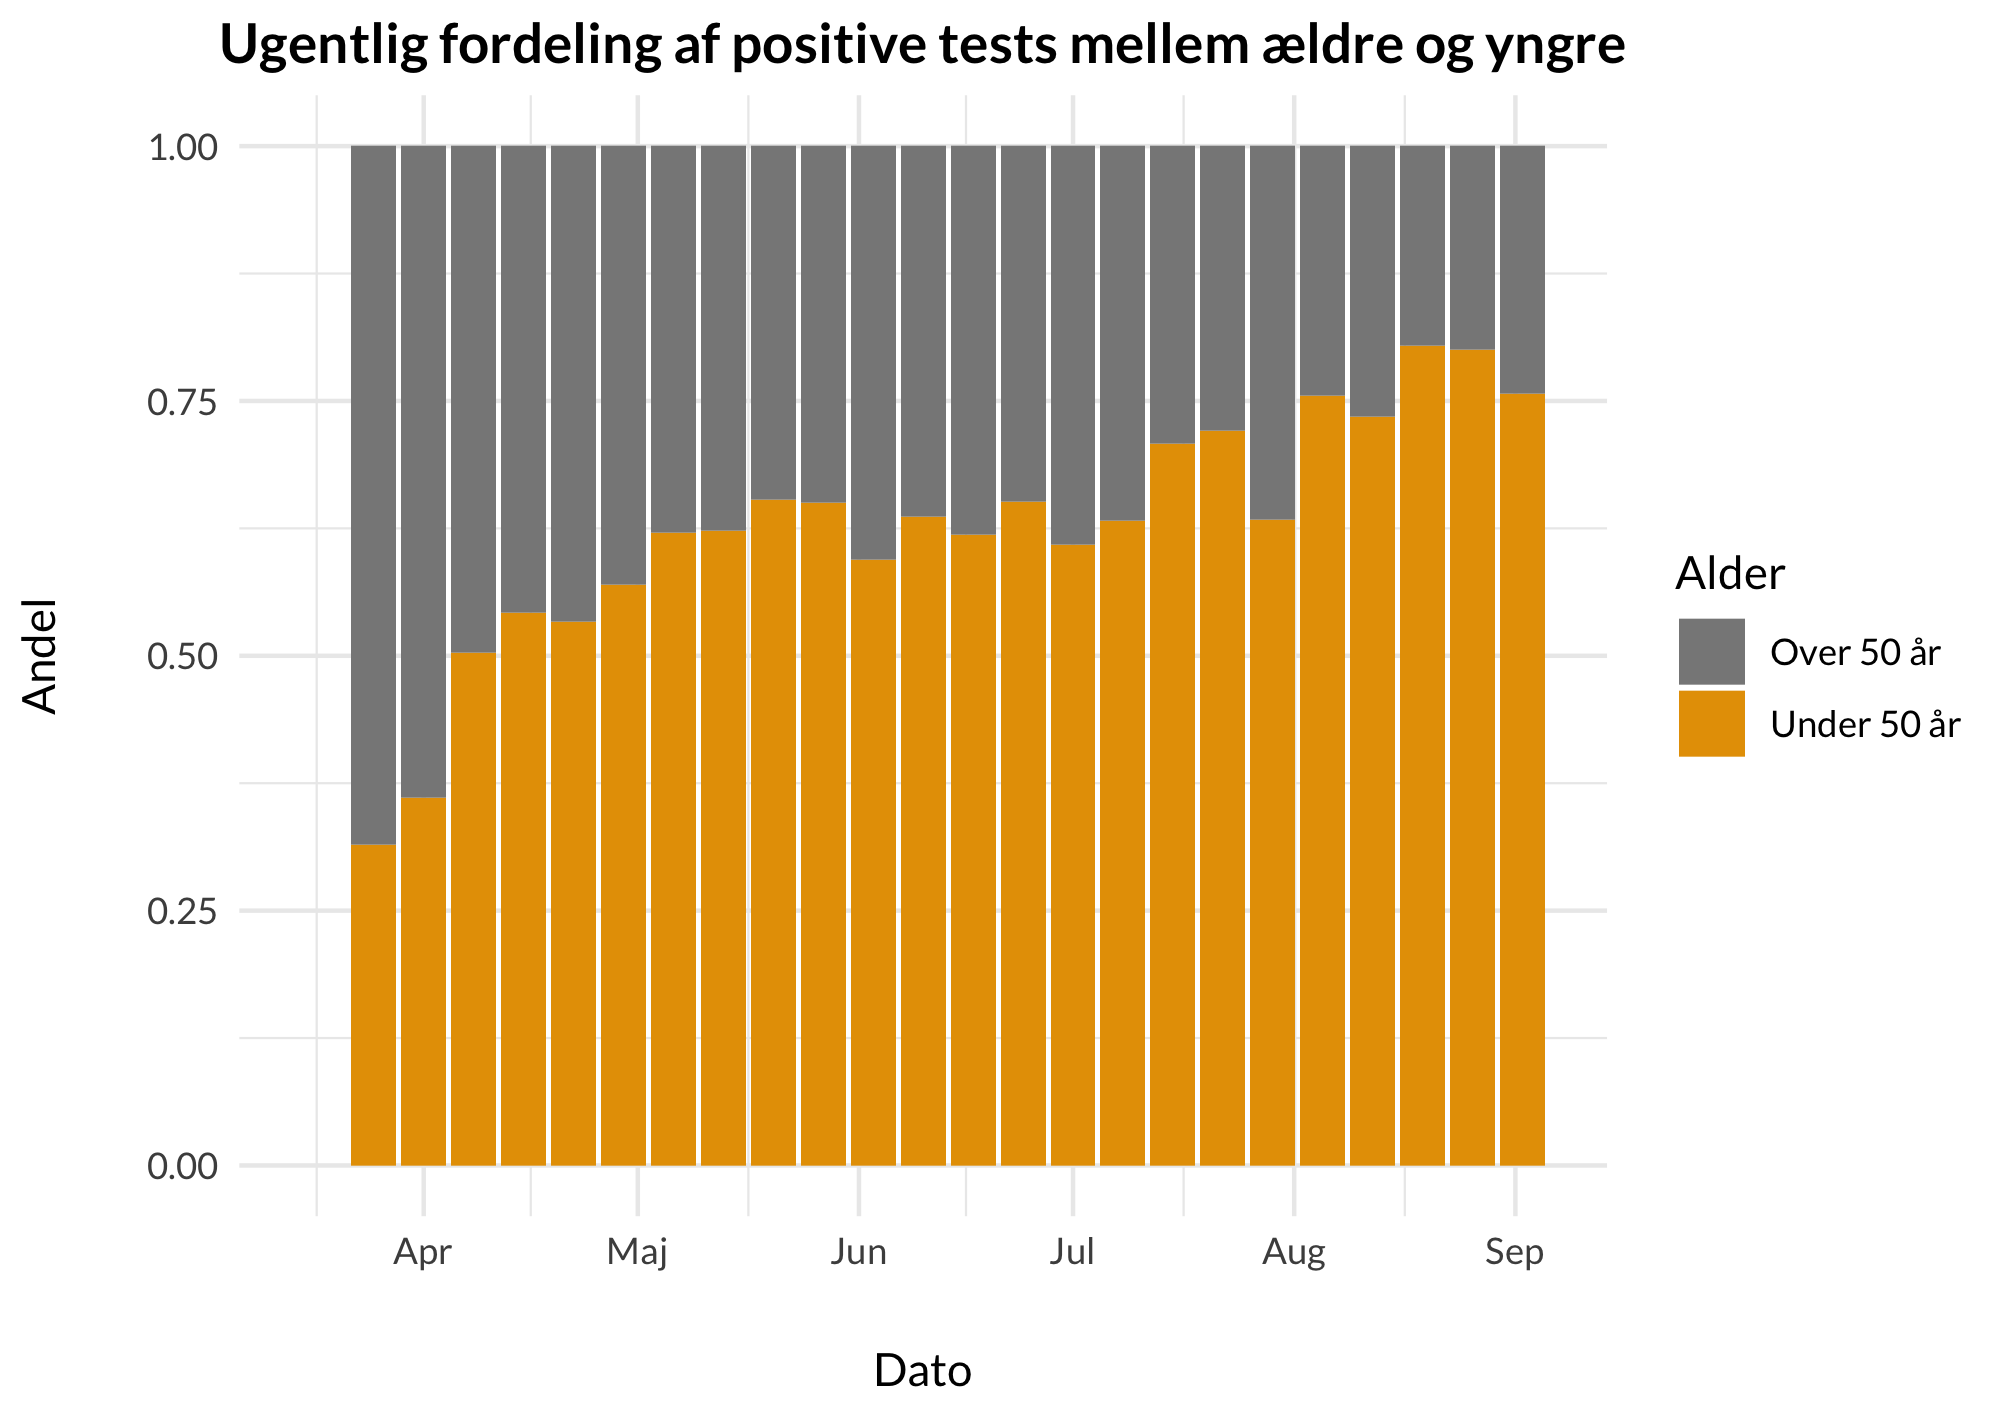 Ugentlig fordeling af positive tests mellem ældre og yngre
1.00
0.75
0.50
0.25
0.00
Andel
Apr Maj Jun Jul Aug Sep
Dato
Alder
Over 50 år
Under 50 år